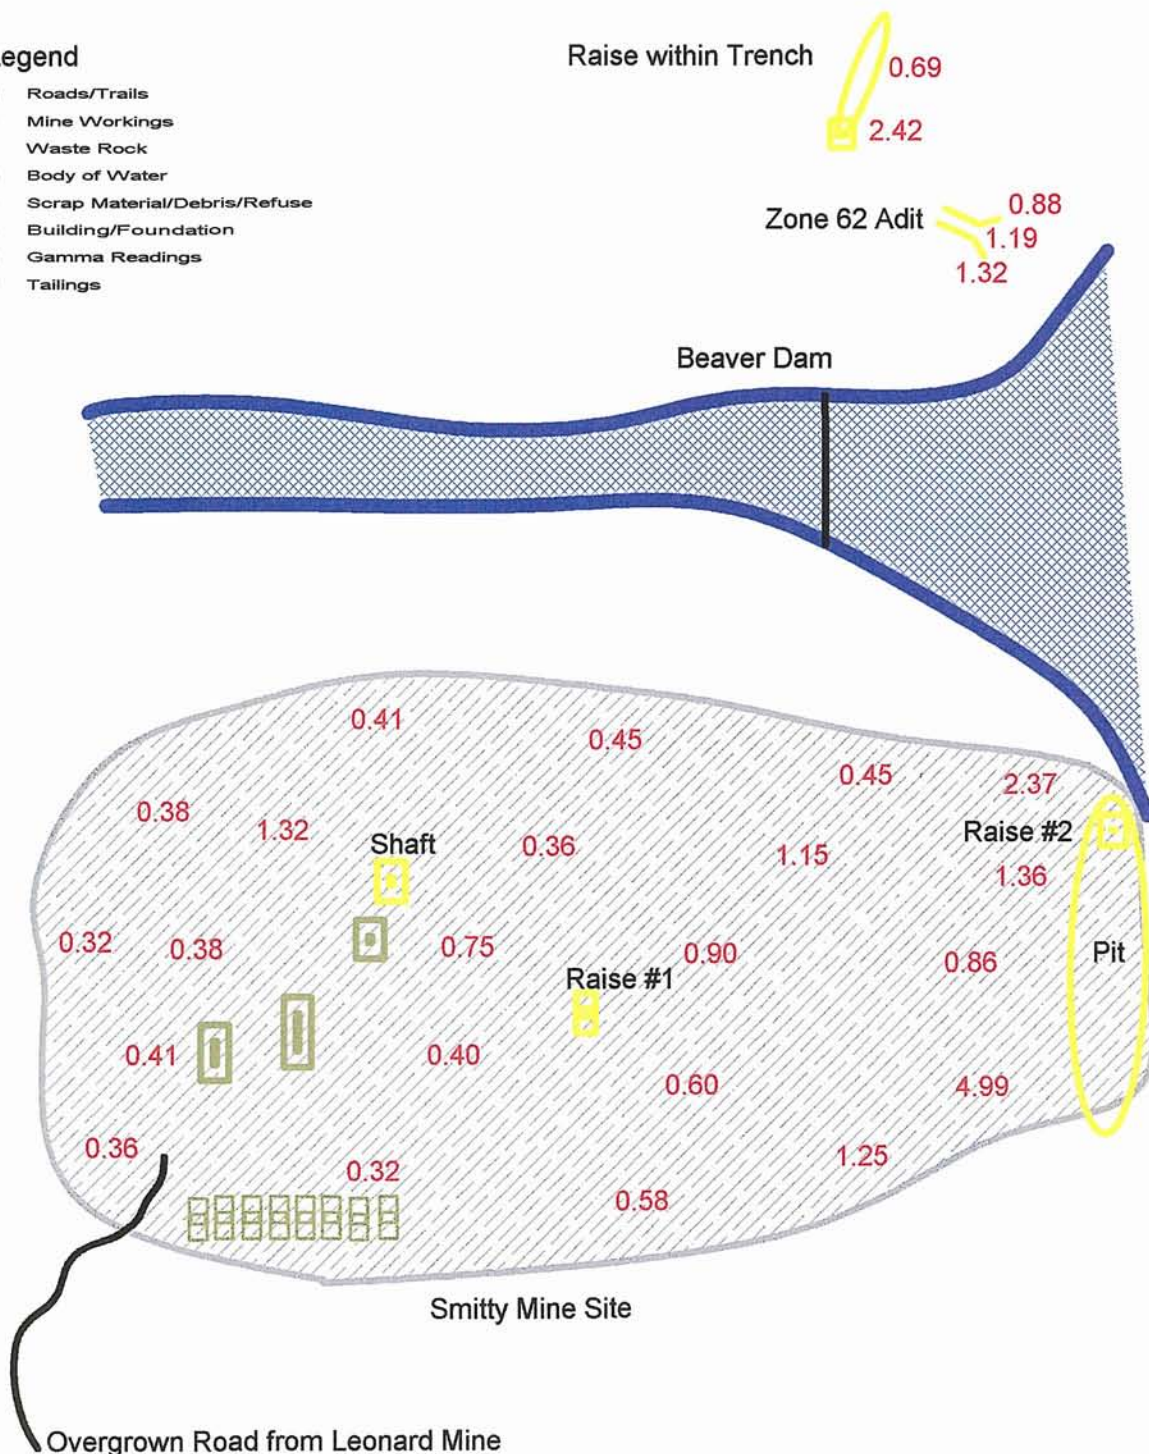 egend
Roads/Trails
Mine Workings
Waste Rock
Body of Water
Scrap Material/Debris/Refuse
Building/Foundation
Gamma Readings
Tailings
Raise within Trench
0.69
2.42
Zone 62 Adit
0.88
1.19
1.32
Beaver Dam
0.41
0.45
0.45
2.37
0.38
1.32
Shaft
0.36
1.15
Raise #2
1.36
0.32
0.38
0.75
0.90
0.86
Pit
Raise #1
0.41
0.40
0.60
4.99
0.36
0.32
1.25
0.58
Smitty Mine Site
Overgrown Road from Leonard Mine